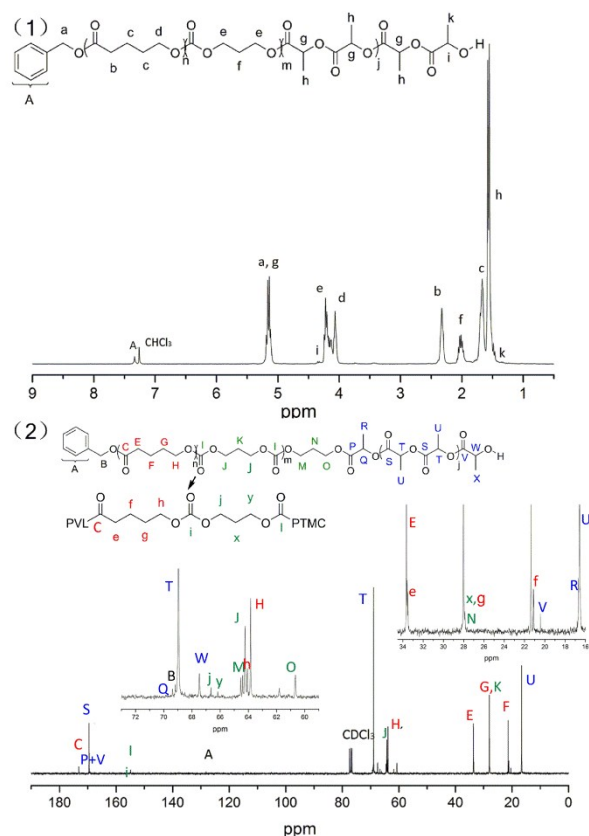 (1)
a
c
d
e
e
h
h
k
O
O
O
O
O
O
O
O
O
O
O
O
O
O
H
n
m
j
b
c
f
g
g
g
i
h
h
A
h
a, g
e
d
c
b
f
A
CHCl₃
i
k
9 8 7 6 5 4 3 2 1
ppm
(2)
C E G I K I N P R T U S U V W
O O O O O O O O O O O O H
A B F H n J J m M O Q S U T j X
f h j y
PVL O O O O O PTMC
C e g i x l
T
B
Q
W
j
y
J
M
h
H
O
72 70 68 66 64 62 60 59
ppm
E
e
x,g
N
f
V
R
U
34 32 30 28 26 24 22 20 18 16
ppm
T
S
C
P+V
I
i
A
CDCl₃
J
H.
E
G,K
F
U
190 180 160 140 120 100 80 60 40 20 0
ppm